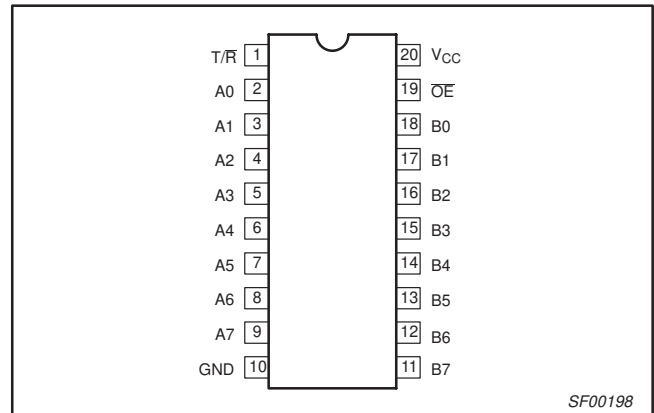 T/R̅ 1 20 VCC
A0 2 19 O̅E̅
A1 3 18 B0
A2 4 17 B1
A3 5 16 B2
A4 6 15 B3
A5 7 14 B4
A6 8 13 B5
A7 9 12 B6
GND 10 11 B7
SF00198